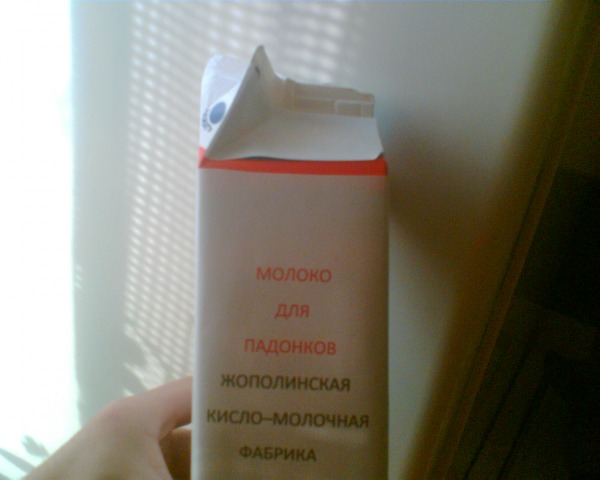 МОЛОКО
ДЛЯ
ПАДОНКОВ
ЖОПОЛИНСКАЯ
КИСЛО–МОЛОЧНАЯ
ФАБРИКА